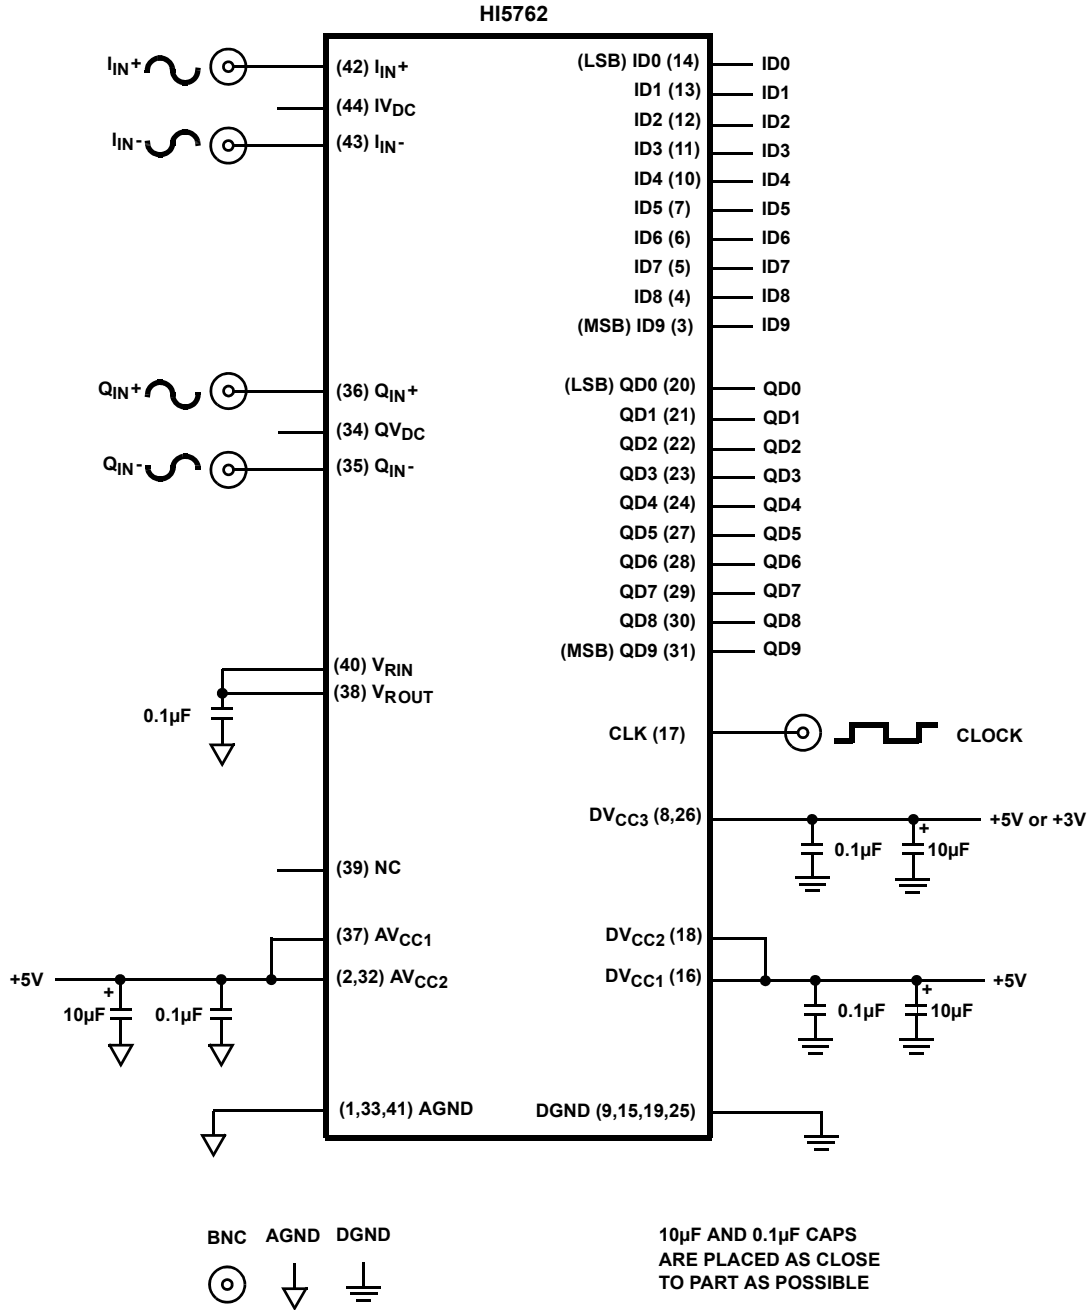 HI5762
IIN+
(42) IIN+
(44) IVDC
IIN-
(43) IIN-
QIN+
(36) QIN+
(34) QVDC
QIN-
(35) QIN-
(40) VRIN
(38) VROUT
0.1µF
(39) NC
(37) AVCC1
+5V
(2,32) AVCC2
+
10µF
0.1µF
(1,33,41) AGND
(LSB) ID0 (14)
ID0
ID1 (13)
ID1
ID2 (12)
ID2
ID3 (11)
ID3
ID4 (10)
ID4
ID5 (7)
ID5
ID6 (6)
ID6
ID7 (5)
ID7
ID8 (4)
ID8
(MSB) ID9 (3)
ID9
(LSB) QD0 (20)
QD0
QD1 (21)
QD1
QD2 (22)
QD2
QD3 (23)
QD3
QD4 (24)
QD4
QD5 (27)
QD5
QD6 (28)
QD6
QD7 (29)
QD7
QD8 (30)
QD8
(MSB) QD9 (31)
QD9
CLK (17)
CLOCK
DVCC3 (8,26)
+5V or +3V
+
0.1µF
10µF
DVCC2 (18)
DVCC1 (16)
+5V
+
0.1µF
10µF
DGND (9,15,19,25)
BNC
AGND
DGND
10µF AND 0.1µF CAPS
ARE PLACED AS CLOSE
TO PART AS POSSIBLE